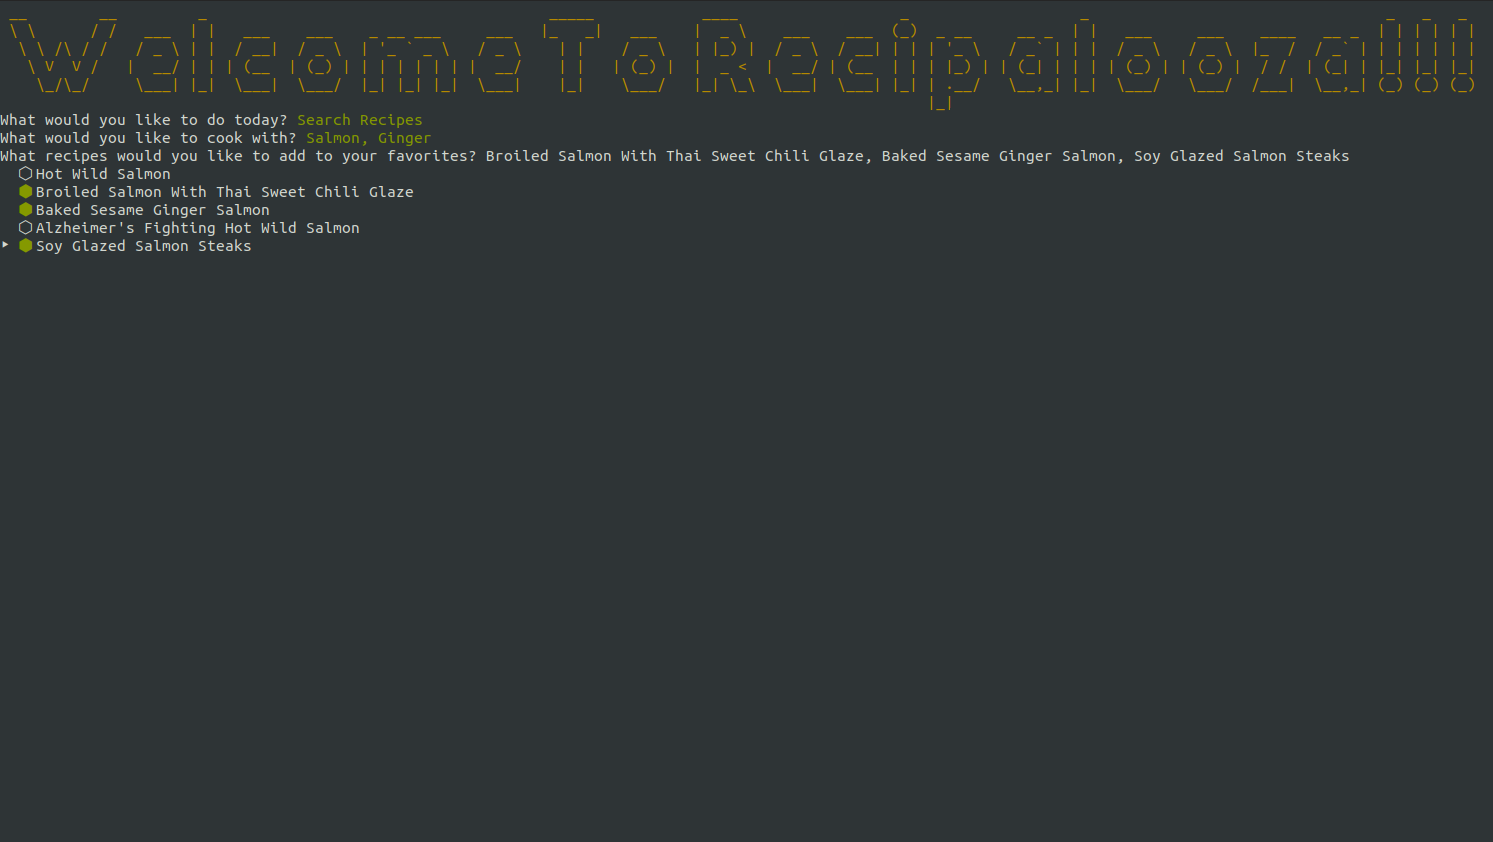 Welcome To Recipalooza!!!
What would you like to do today? Search Recipes
What would you like to cook with? Salmon, Ginger
What recipes would you like to add to your favorites? Broiled Salmon With Thai Sweet Chili Glaze, Baked Sesame Ginger Salmon, Soy Glazed Salmon Steaks
Hot Wild Salmon
Broiled Salmon With Thai Sweet Chili Glaze
Baked Sesame Ginger Salmon
Alzheimer's Fighting Hot Wild Salmon
Soy Glazed Salmon Steaks